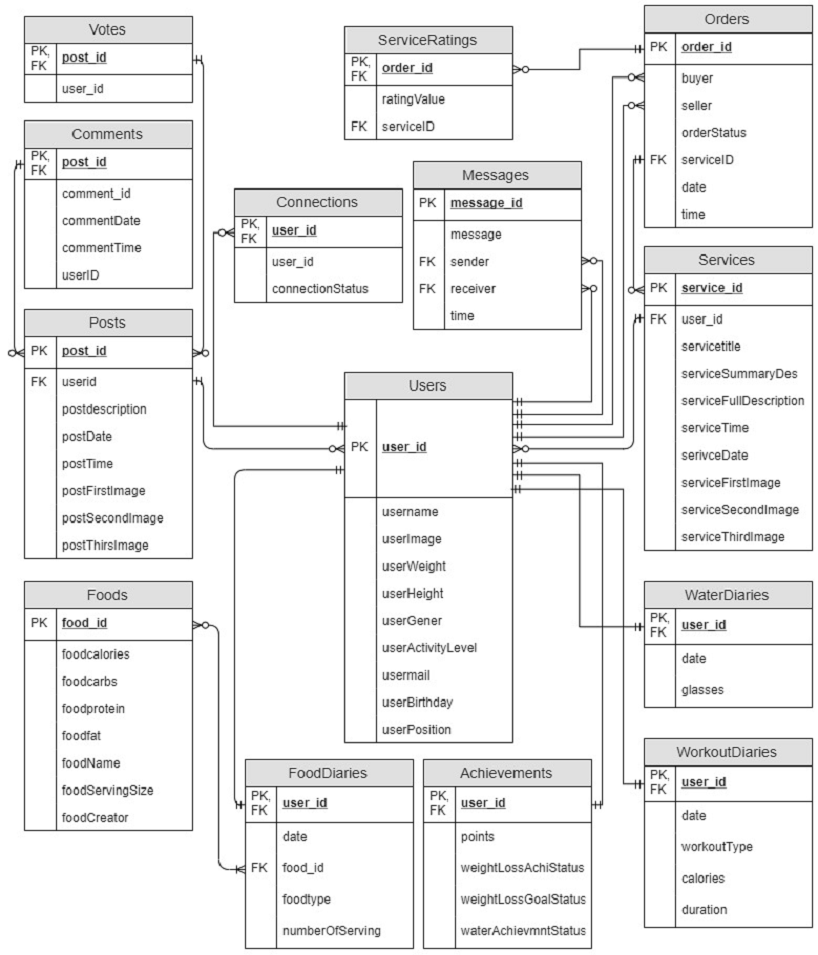 Votes
PK, FK post_id
user_id
Comments
PK, FK post_id
comment_id
commentDate
commentTime
userID
Posts
PK post_id
FK userid
postdescription
postDate
postTime
postFirstImage
postSecondImage
postThirsImage
Foods
PK food_id
foodcalories
foodcarbs
foodprotein
foodfat
foodName
foodServingSize
foodCreator
ServiceRatings
PK, FK order_id
ratingValue
FK serviceID
Connections
PK, FK user_id
user_id
connectionStatus
Messages
PK message_id
message
FK sender
FK receiver
time
Users
PK user_id
username
userImage
userWeight
userHeight
userGener
userActivityLevel
usermail
userBirthday
userPosition
FoodDiaries
PK, FK user_id
date
FK food_id
foodtype
numberOfServing
Achievements
PK, FK user_id
points
weightLossAchiStatus
weightLossGoalStatus
waterAchievmntStatus
Orders
PK order_id
buyer
seller
orderStatus
FK serviceID
date
time
Services
PK service_id
FK user_id
servicetitle
serviceSummaryDes
serviceFullDescription
serviceTime
serivceDate
serviceFirstImage
serviceSecondImage
serviceThirdImage
WaterDiaries
PK, FK user_id
date
glasses
WorkoutDiaries
PK, FK user_id
date
workoutType
calories
duration